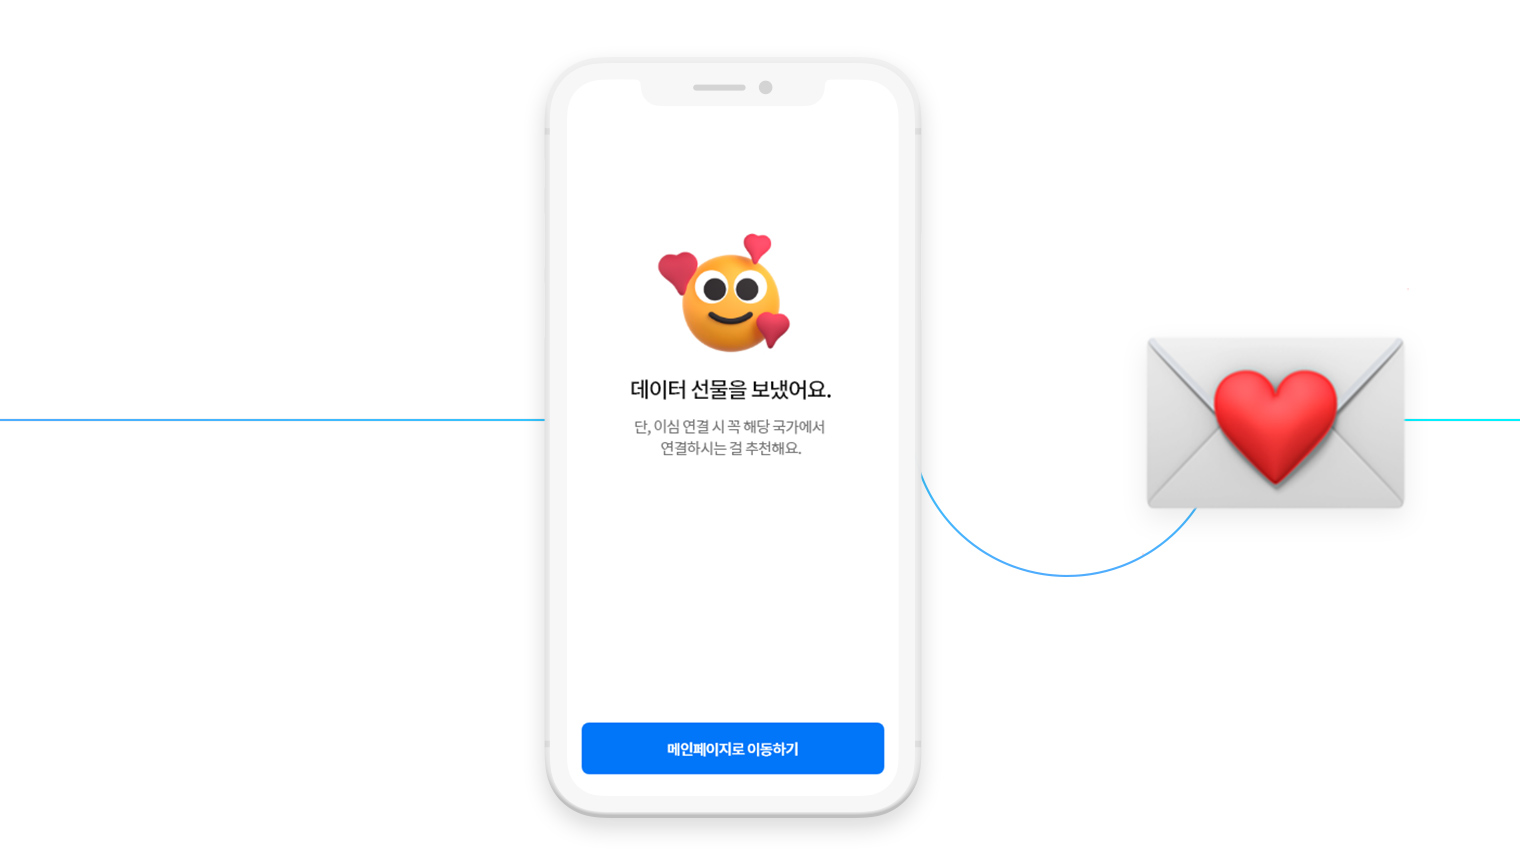 데이터 선물을 보냈어요.
단, 이심 연결 시 꼭 해당 국가에서
연결하시는 걸 추천해요.
메인페이지로 이동하기